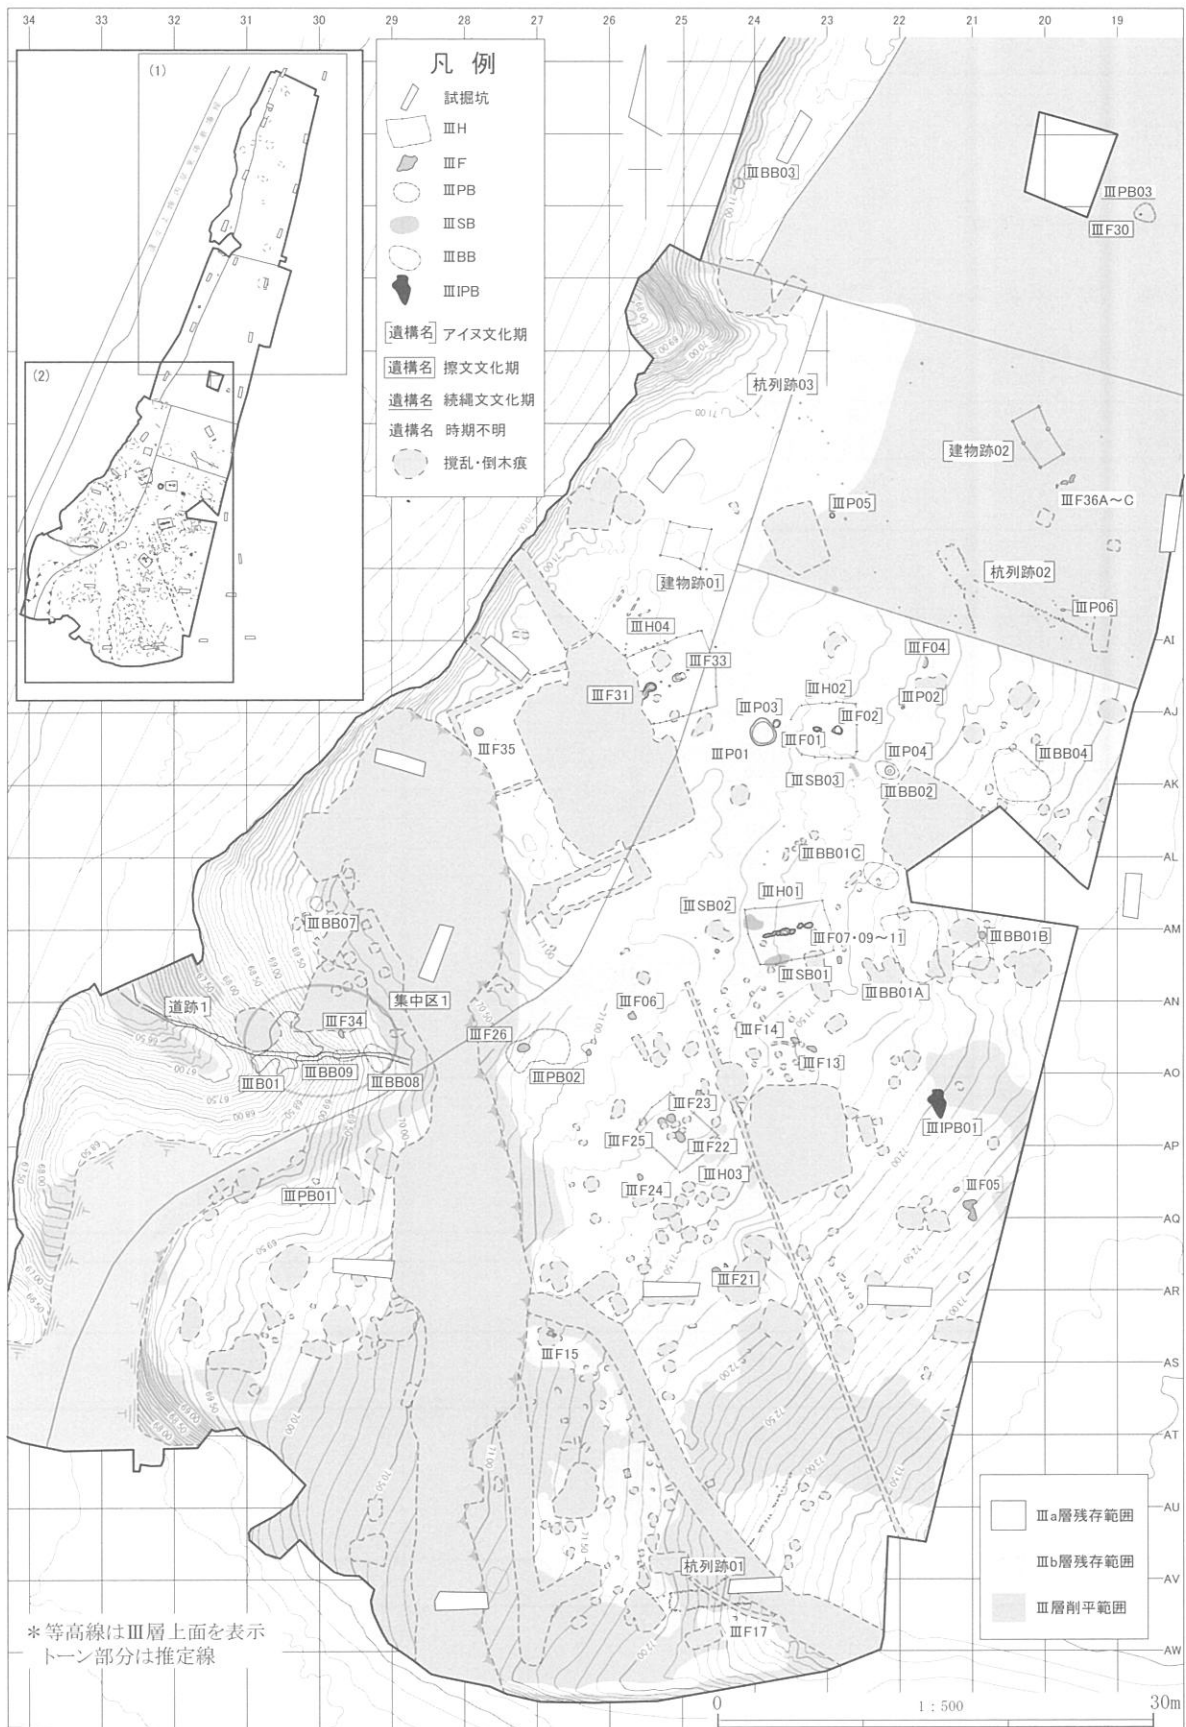 34 33 32 31 30 29 28 27 26 25 24 23 22 21 20 19
(1)
(2)
凡 例
試掘坑
ⅢH
ⅢF
ⅢPB
ⅢSB
ⅢBB
ⅢIPB
[遺構名] アイヌ文化期
遺構名 擦文文化期
遺構名 続縄文文化期
遺構名 時期不明
撹乱・倒木痕
[ⅢBB03]
ⅢPB03
ⅢF30
杭列跡03
建物跡02
ⅢF36A〜C
ⅢP05
建物跡01
杭列跡02
ⅢP06
ⅢH04
AI
ⅢF33
ⅢF04
ⅢF31
ⅢH02
ⅢP02
ⅢP03
ⅢF02
AJ
ⅢF35
ⅢP01
ⅢF01
ⅢP04
ⅢBB04
ⅢSB03
ⅢBB02
AK
ⅢBB01C
AL
ⅢH01
ⅢSB02
ⅢBB07
ⅢF07・09〜11
ⅢBB01B
AM
ⅢSB01
ⅢBB01A
道跡1
集中区1
ⅢF06
AN
ⅢF34
ⅢF26
ⅢF14
ⅢB01
ⅢBB09
ⅢBB08
ⅢPB02
ⅢF13
AO
ⅢF23
ⅢIPB01
ⅢF25
ⅢF22
AP
ⅢPB01
ⅢF24
ⅢH03
ⅢF05
AQ
ⅢF21
AR
ⅢF15
AS
AT
AU
Ⅲa層残存範囲
Ⅲb層残存範囲
Ⅲ層削平範囲
杭列跡01
AV
ⅢF17
AW
＊等高線はⅢ層上面を表示
トーン部分は推定線
0 1：500 30m